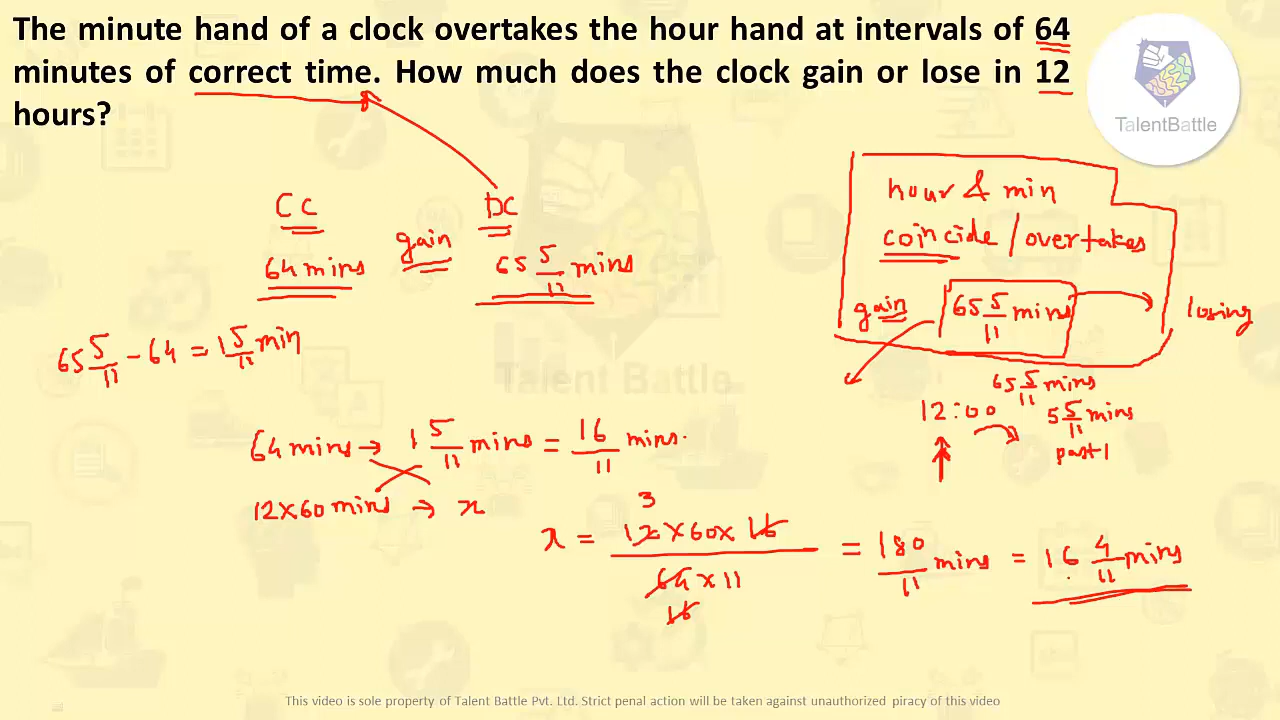 The minute hand of a clock overtakes the hour hand at intervals of 64
minutes of correct time. How much does the clock gain or lose in 12
hours?
TalentBattle
CC
DC
gain
64 mins
65 5/11 mins
hour & min
coincide / overtakes
gain
65 5/11 mins
losing
65 5/11 - 64 = 1 5/11 min
Talent Battle
65 5/11 mins
12:00
5 5/11 mins
past 1
64 mins → 1 5/11 mins = 16/11 mins.
12×60 mins → x
3
x = 12×60×16 / 64×11 = 180/11 mins = 16 4/11 mins
16
This video is sole property of Talent Battle Pvt. Ltd. Strict penal action will be taken against unauthorized piracy of this video